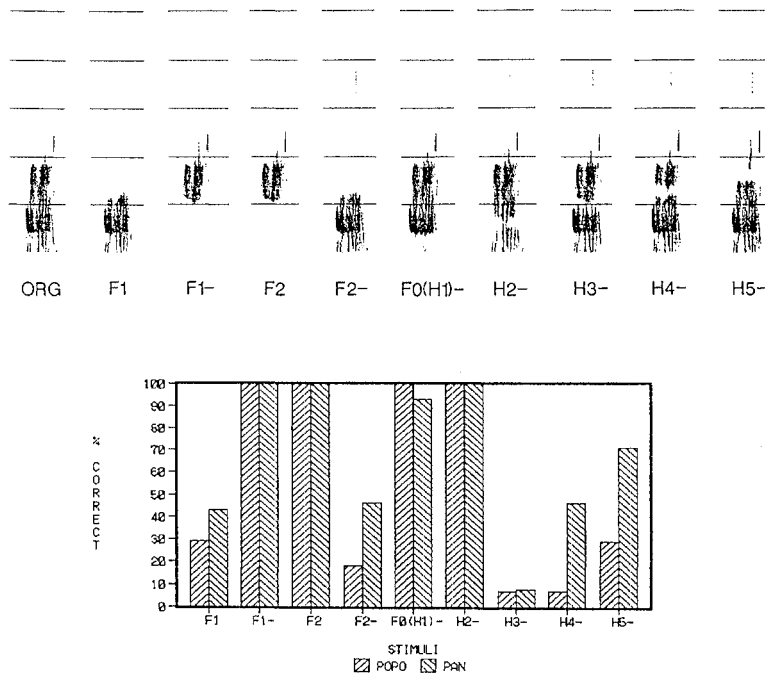 ORG F1 F1- F2 F2- F0(H1)- H2- H3- H4- H5-
100
90
80
70
60
50
40
30
20
10
0
% CORRECT
F1 F1- F2 F2- F0(H1)- H2- H3- H4- H5-
STIMULI
POPO PAN